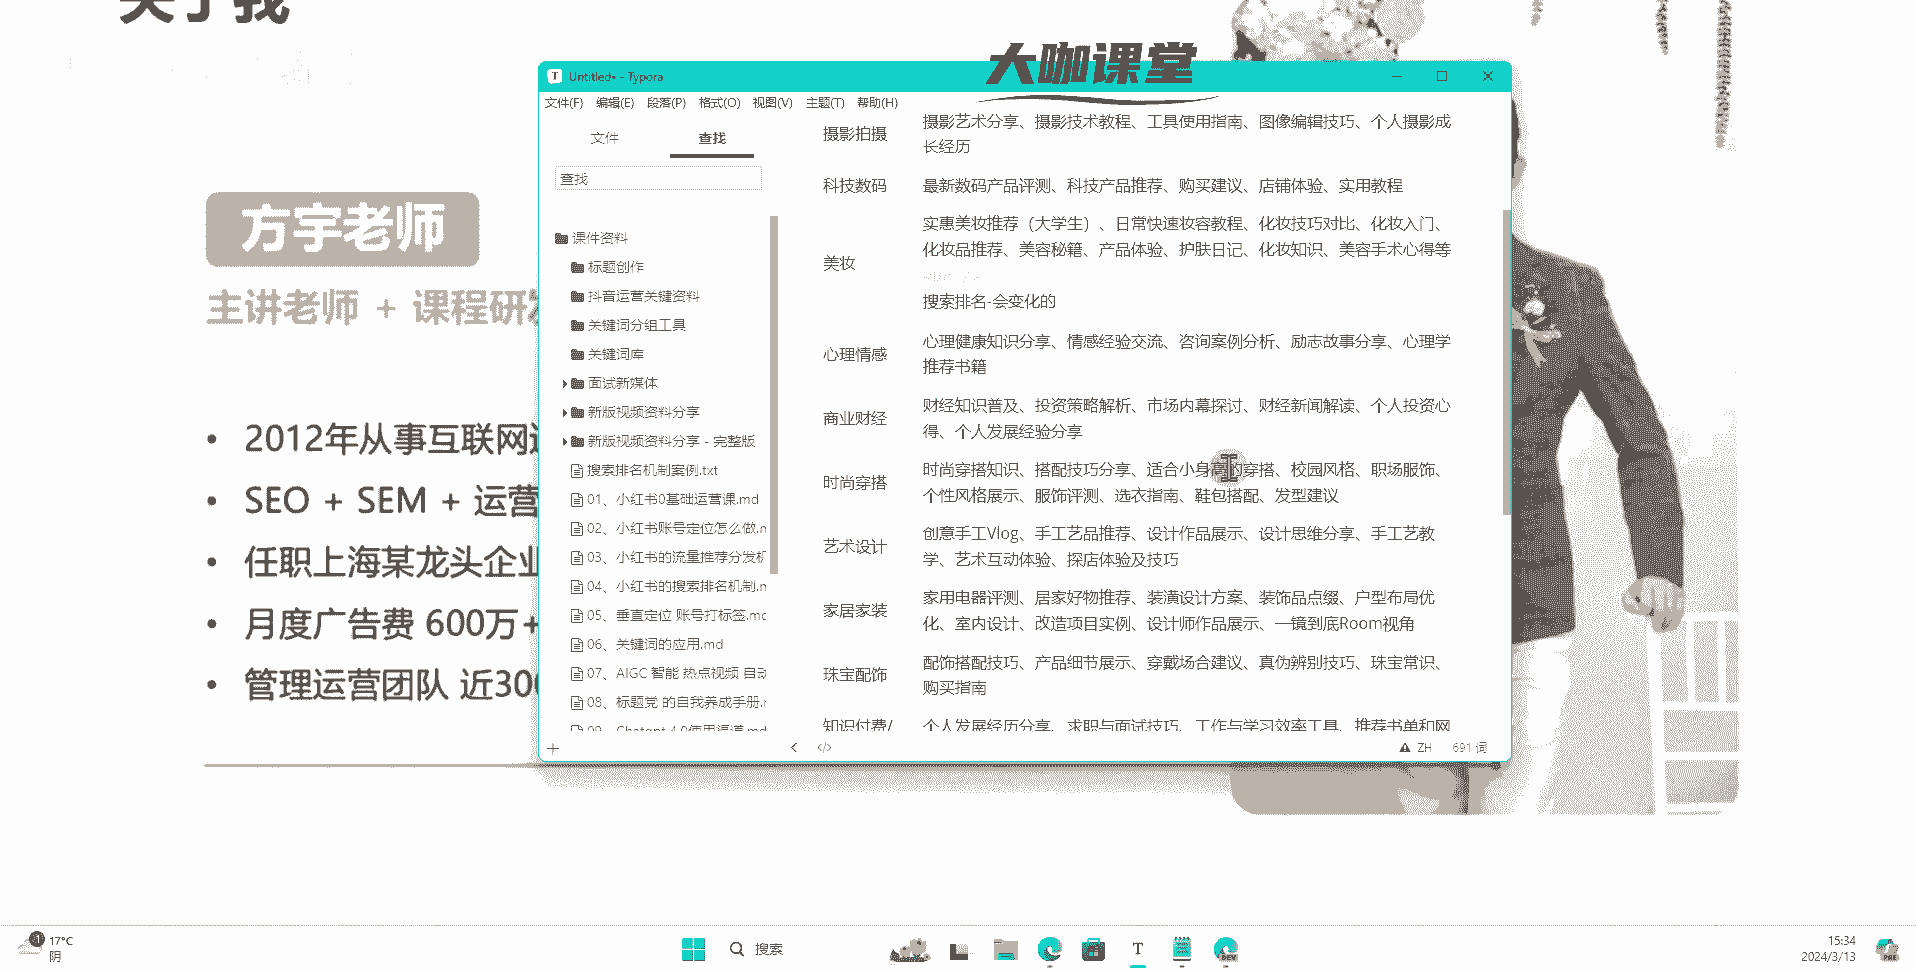 关于我
方宇老师
主讲老师 + 课程研发
2012年从事互联网
SEO + SEM + 运营
任职上海某龙头企业
月度广告费 600万+
管理运营团队 近300
大咖课堂
Untitled• - Typora
文件(F) 编辑(E) 段落(P) 格式(O) 视图(V) 主题(T) 帮助(H)
文件 查找
查找
课件资料
标题创作
抖音运营关键资料
关键词分组工具
关键词库
面试新媒体
新版视频资料分享
新版视频资料分享 - 完整版
搜索排名机制案例.txt
01、小红书0基础运营课.md
02、小红书账号定位怎么做.m
03、小红书的流量推荐分发机
04、小红书的搜索排名机制.m
05、垂直定位 账号打标签.md
06、关键词的应用.md
07、AIGC 智能 热点视频 自动
08、标题党 的自我养成手册.m
09、Chatgpt 4.0使用渠道.md
摄影拍摄
摄影艺术分享、摄影技术教程、工具使用指南、图像编辑技巧、个人摄影成
长经历
科技数码
最新数码产品评测、科技产品推荐、购买建议、店铺体验、实用教程
美妆
实惠美妆推荐（大学生）、日常快速妆容教程、化妆技巧对比、化妆入门、
化妆品推荐、美容秘籍、产品体验、护肤日记、化妆知识、美容手术心得等
搜索排名-会变化的
心理情感
心理健康知识分享、情感经验交流、咨询案例分析、励志故事分享、心理学
推荐书籍
商业财经
财经知识普及、投资策略解析、市场内幕探讨、财经新闻解读、个人投资心
得、个人发展经验分享
时尚穿搭
时尚穿搭知识、搭配技巧分享、适合小身高的穿搭、校园风格、职场服饰、
个性风格展示、服饰评测、选衣指南、鞋包搭配、发型建议
艺术设计
创意手工Vlog、手工艺品推荐、设计作品展示、设计思维分享、手工艺教
学、艺术互动体验、探店体验及技巧
家居家装
家用电器评测、居家好物推荐、装潢设计方案、装饰品点缀、户型布局优
化、室内设计、改造项目实例、设计师作品展示、一镜到底Room视角
珠宝配饰
配饰搭配技巧、产品细节展示、穿戴场合建议、真伪辨别技巧、珠宝常识、
购买指南
知识付费/
个人发展经历分享、求职与面试技巧、工作与学习效率工具、推荐书单和网
ZH 691 词
1
17°C
阴
搜索
T
DEV
15:34
2024/3/13
PRE